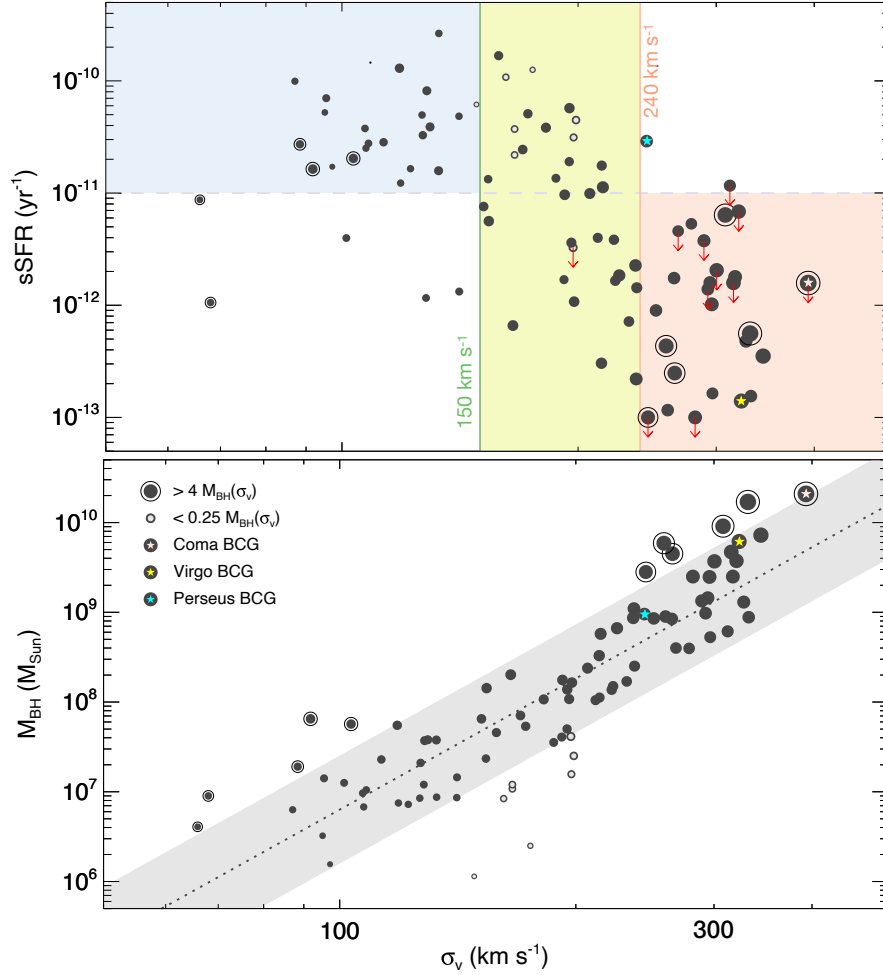 10⁻¹⁰
10⁻¹¹
10⁻¹²
10⁻¹³
sSFR (yr⁻¹)
150 km s⁻¹
240 km s⁻¹
> 4 M_BH(σ_v)
< 0.25 M_BH(σ_v)
Coma BCG
Virgo BCG
Perseus BCG
10¹⁰
10⁹
10⁸
10⁷
10⁶
M_BH (M_Sun)
100
300
σ_v (km s⁻¹)